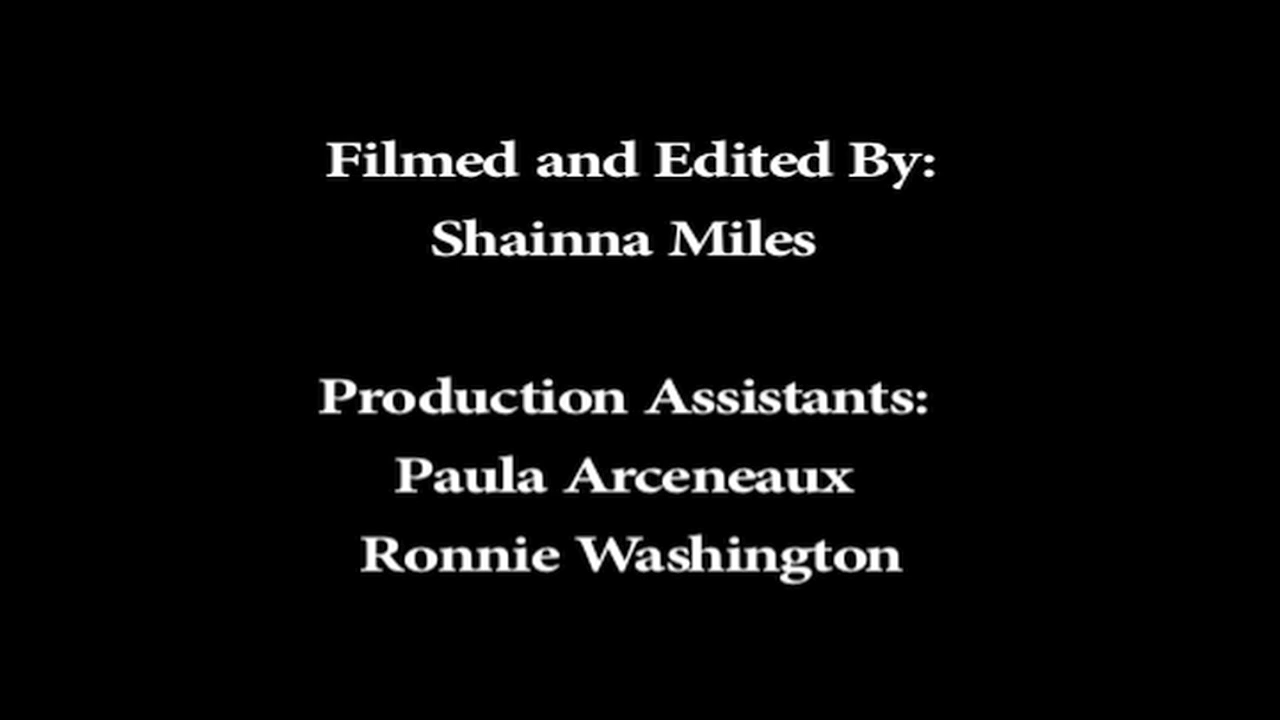 Filmed and Edited By:
Shainna Miles
Production Assistants:
Paula Arceneaux
Ronnie Washington